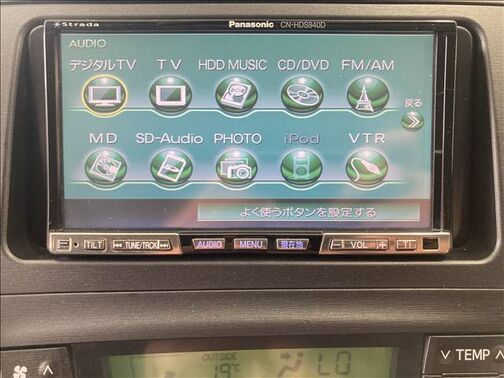 Strada Panasonic CN-HDS940D
AUDIO
デジタルTV TV HDD MUSIC CD/DVD FM/AM
戻る
MD SD-Audio PHOTO iPod VTR
よく使うボタンを設定する
TILT TUNE/TRCK AUDIO MENU 現在地 VOL
OUTSIDE
19℃ LO
TEMP